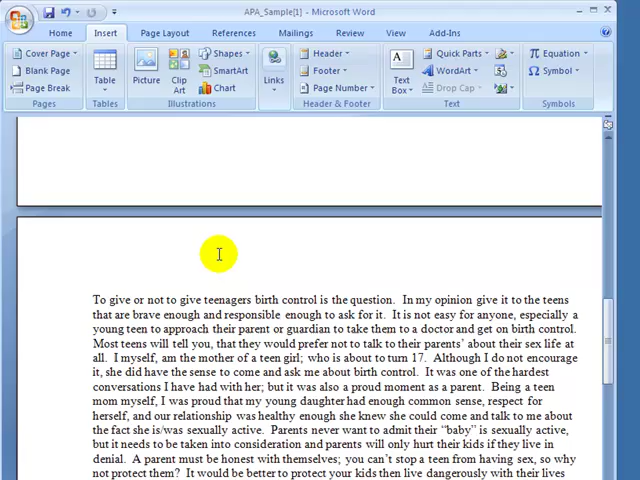 APA_Sample[1] - Microsoft Word
Home Insert Page Layout References Mailings Review View Add-Ins
Cover Page
Blank Page
Page Break
Pages
Table
Tables
Picture
Clip Art
Shapes
SmartArt
Chart
Illustrations
Links
Header
Footer
Page Number
Header & Footer
Text Box
Quick Parts
WordArt
Drop Cap
Text
Equation
Symbol
Symbols
To give or not to give teenagers birth control is the question. In my opinion give it to the teens
that are brave enough and responsible enough to ask for it. It is not easy for anyone, especially a
young teen to approach their parent or guardian to take them to a doctor and get on birth control.
Most teens will tell you, that they would prefer not to talk to their parents’ about their sex life at
all. I myself, am the mother of a teen girl; who is about to turn 17. Although I do not encourage
it, she did have the sense to come and ask me about birth control. It was one of the hardest
conversations I have had with her; but it was also a proud moment as a parent. Being a teen
mom myself, I was proud that my young daughter had enough common sense, respect for
herself, and our relationship was healthy enough she knew she could come and talk to me about
the fact she is/was sexually active. Parents never want to admit their “baby” is sexually active,
but it needs to be taken into consideration and parents will only hurt their kids if they live in
denial. A parent must be honest with themselves; you can’t stop a teen from having sex, so why
not protect them? It would be better to protect your kids then live dangerously with their lives